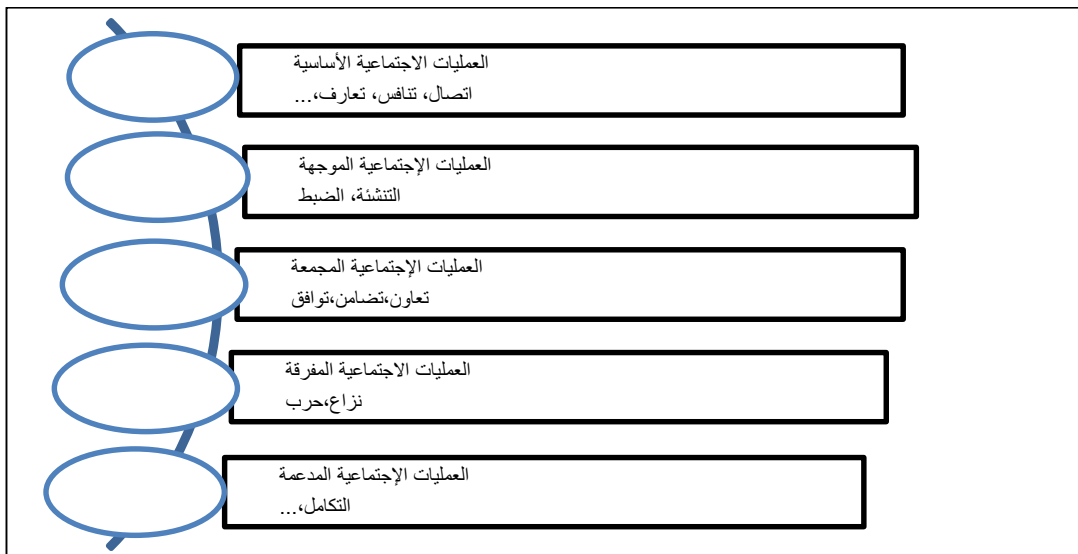 العمليات الاجتماعية الأساسية
اتصال، تنافس، تعارف،...
العمليات الإجتماعية الموجهة
التنشئة، الضبط
العمليات الإجتماعية المجمعة
تعاون،تضامن،توافق
العمليات الاجتماعية المفرقة
نزاع،حرب
العمليات الإجتماعية المدعمة
التكامل،...